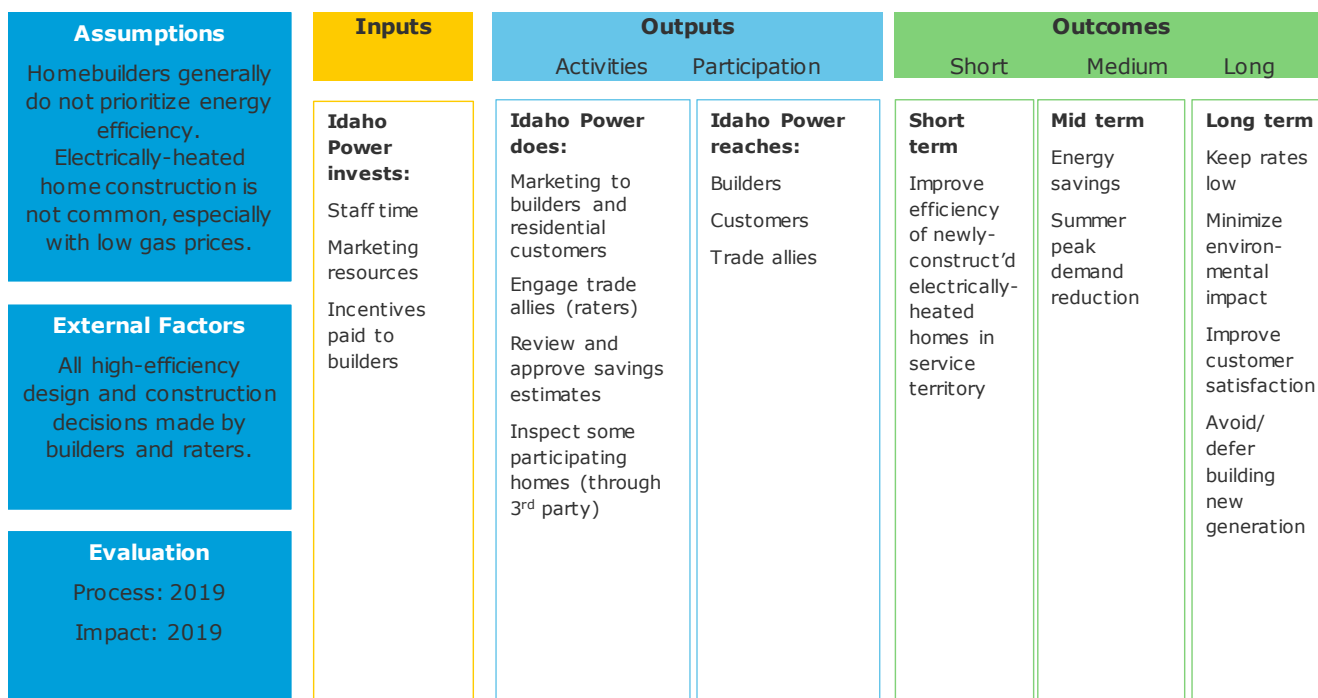 Assumptions
Homebuilders generally
do not prioritize energy
efficiency.
Electrically-heated
home construction is
not common, especially
with low gas prices.
External Factors
All high-efficiency
design and construction
decisions made by
builders and raters.
Evaluation
Process: 2019
Impact: 2019
Inputs
Idaho
Power
invests:
Staff time
Marketing
resources
Incentives
paid to
builders
Outputs
Activities Participation
Idaho Power
does:
Marketing to
builders and
residential
customers
Engage trade
allies (raters)
Review and
approve savings
estimates
Inspect some
participating
homes (through
3rd party)
Idaho Power
reaches:
Builders
Customers
Trade allies
Outcomes
Short Medium Long
Short
term
Improve
efficiency
of newly-
construct’d
electrically-
heated
homes in
service
territory
Mid term
Energy
savings
Summer
peak
demand
reduction
Long term
Keep rates
low
Minimize
environ-
mental
impact
Improve
customer
satisfaction
Avoid/
defer
building
new
generation